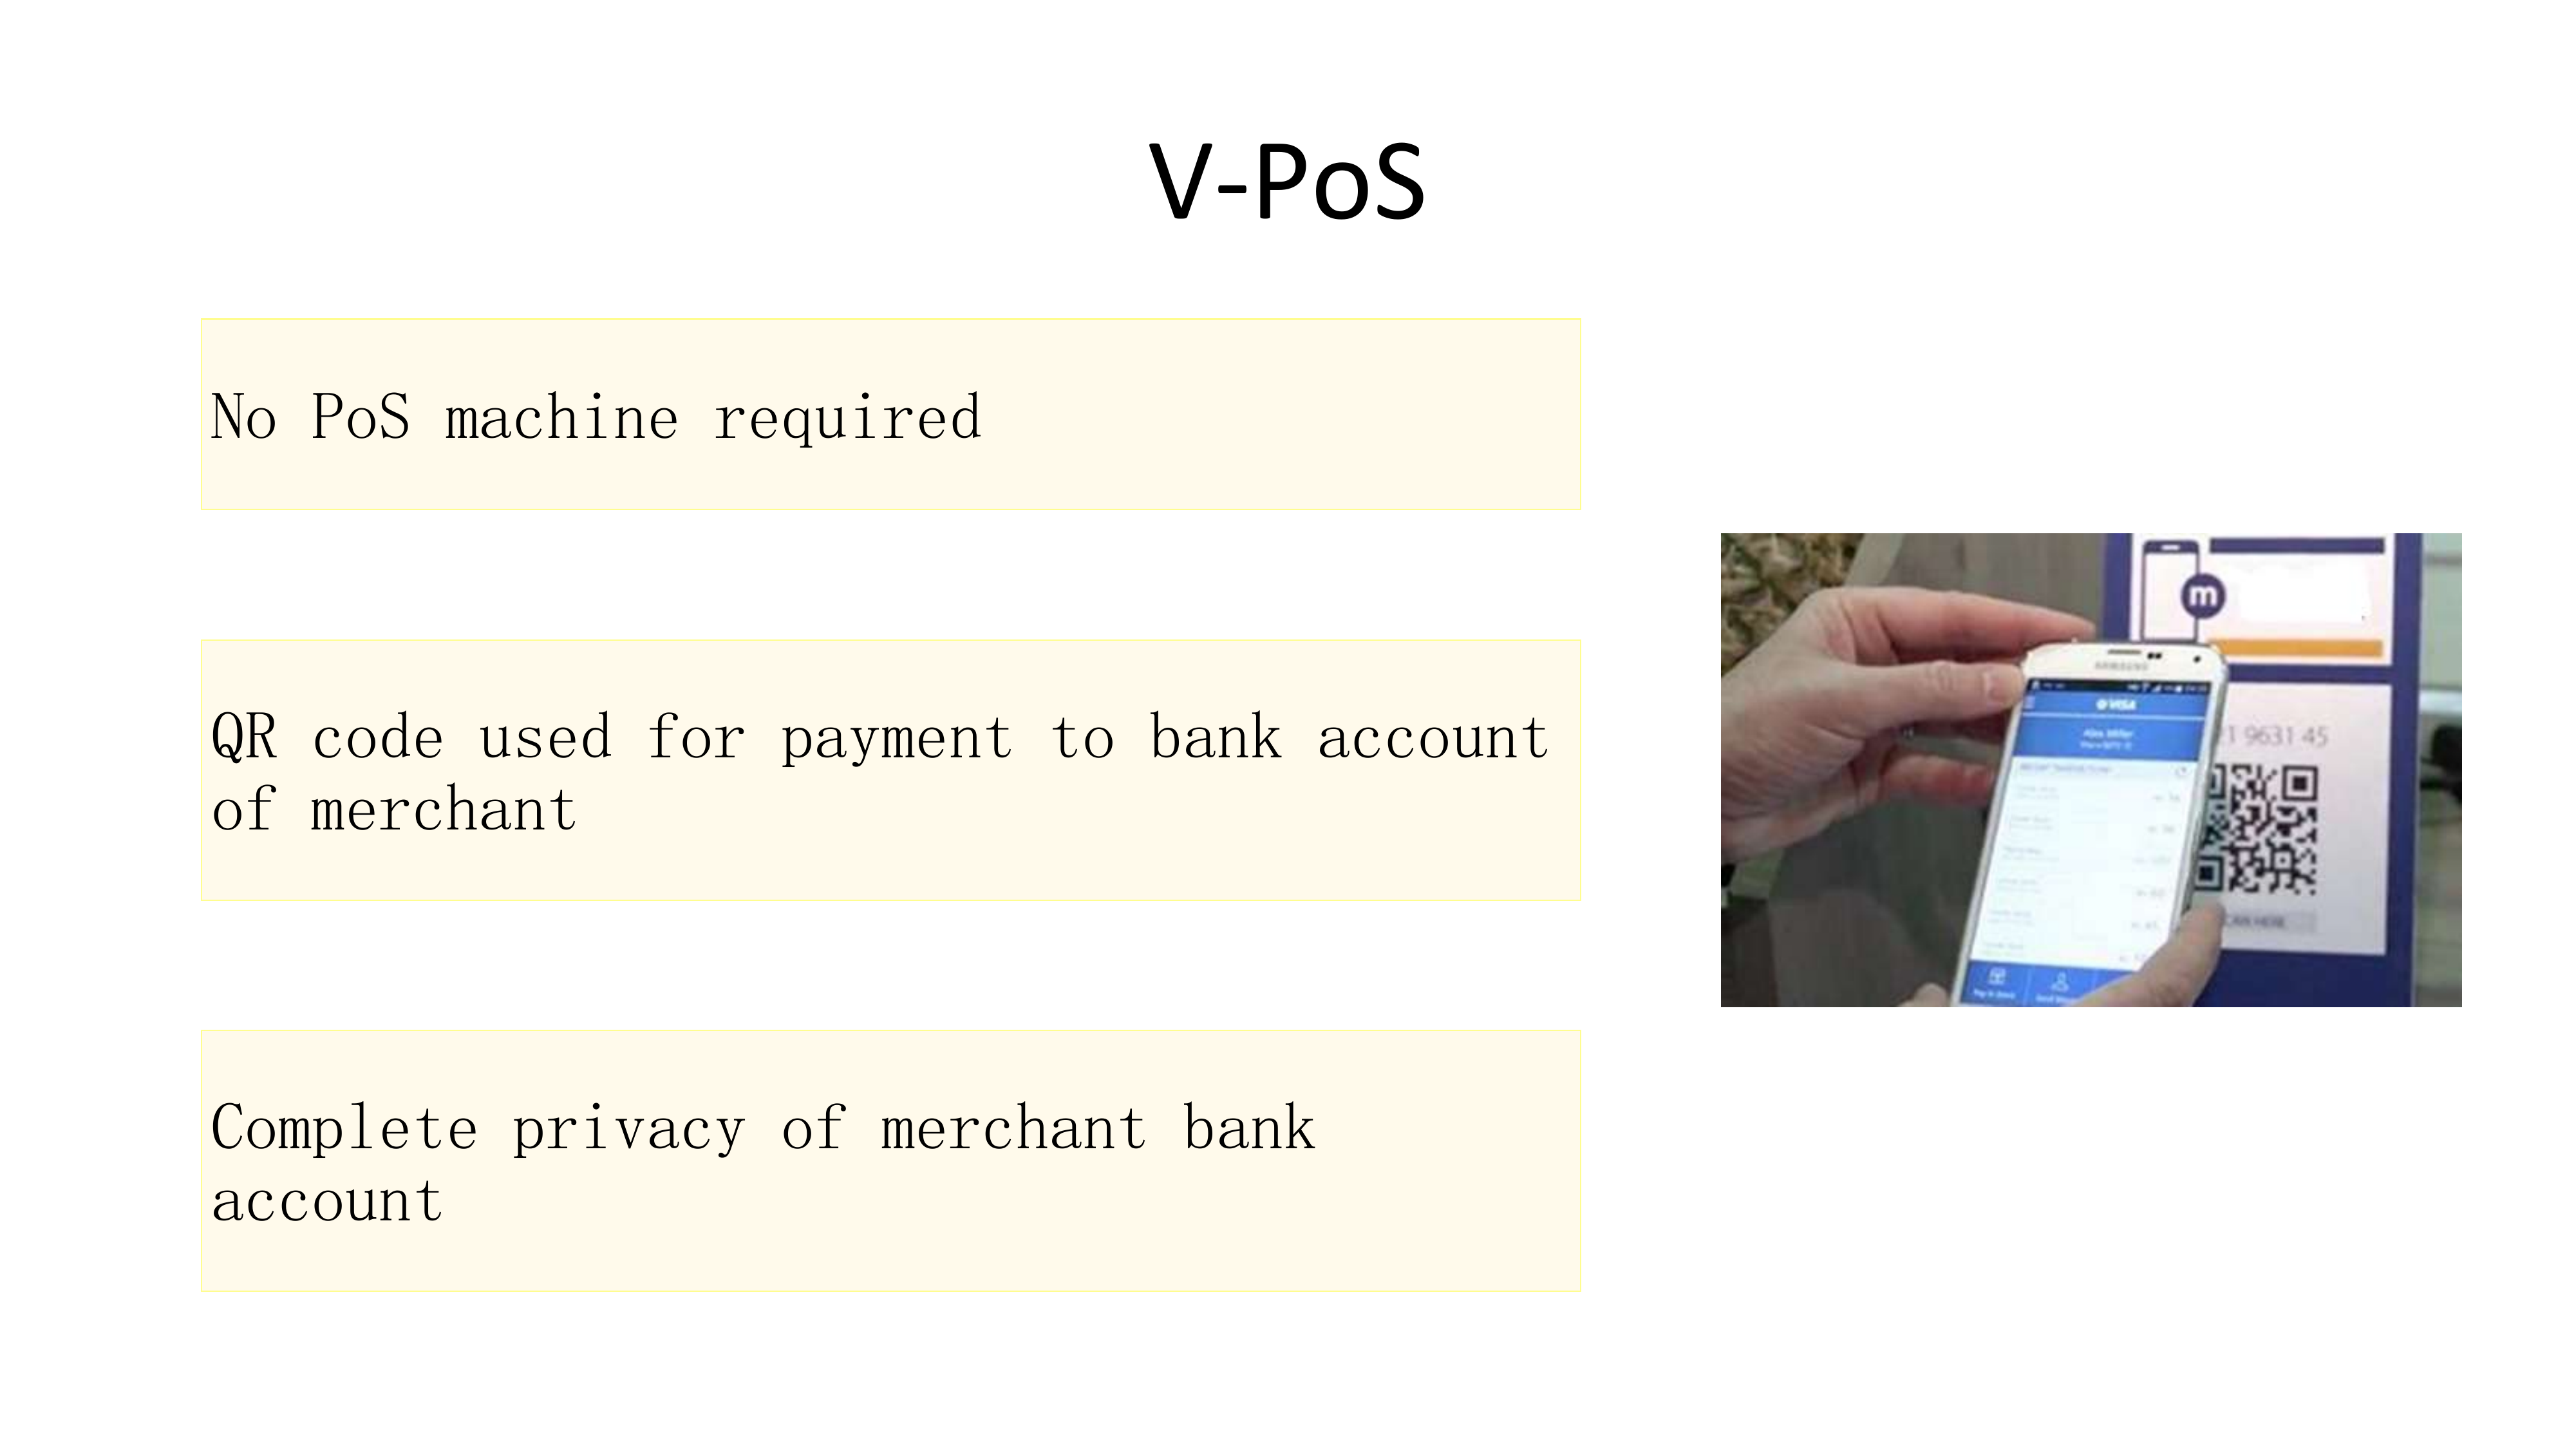 V-PoS
No PoS machine required
QR code used for payment to bank account
of merchant
Complete privacy of merchant bank
account
m
SAMSUNG
VISA
Alex Miller
1 9631 45